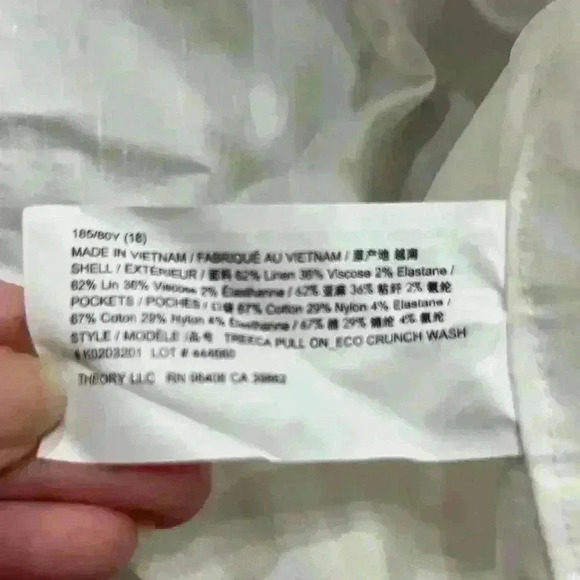 185/80Y (18)
MADE IN VIETNAM / FABRIQUÉ AU VIETNAM / 原产地 越南
SHELL / EXTÉRIEUR / 面料 62% Linen 36% Viscose 2% Elastane /
62% Lin 36% Viscose 2% Élasthanne / 62% 亚麻 36% 粘纤 2% 氨纶
POCKETS / POCHES / 口袋 67% Cotton 29% Nylon 4% Elastane /
67% Coton 29% Nylon 4% Élasthanne / 67% 棉 29% 锦纶 4% 氨纶
STYLE / MODÈLE / 品号 TREECA PULL ON_ECO CRUNCH WASH
K0203201 LOT #
THEORY LLC RN CA